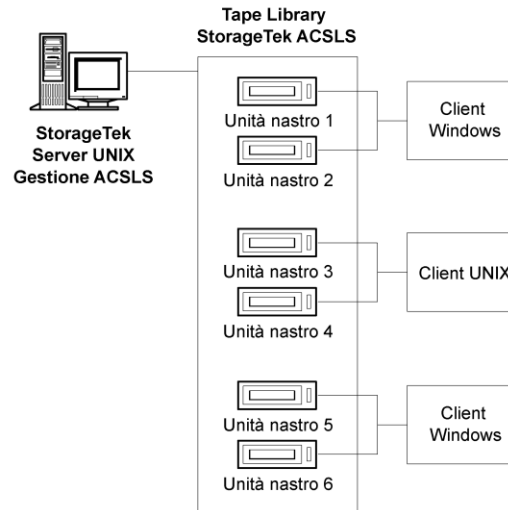 Tape Library
StorageTek ACSLS
StorageTek
Server UNIX
Gestione ACSLS
Unità nastro 1
Unità nastro 2
Client
Windows
Unità nastro 3
Unità nastro 4
Client UNIX
Unità nastro 5
Unità nastro 6
Client
Windows